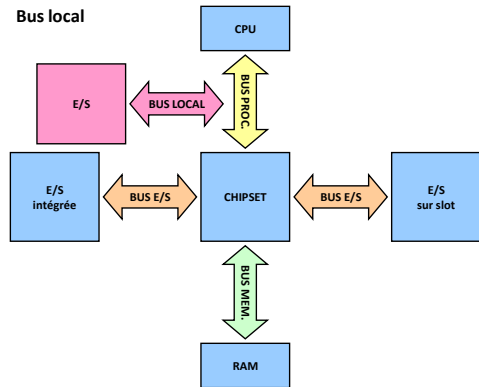 Bus local
CPU
BUS PROC.
E/S
BUS LOCAL
E/S
intégrée
BUS E/S
CHIPSET
BUS E/S
E/S
sur slot
BUS MEM.
RAM